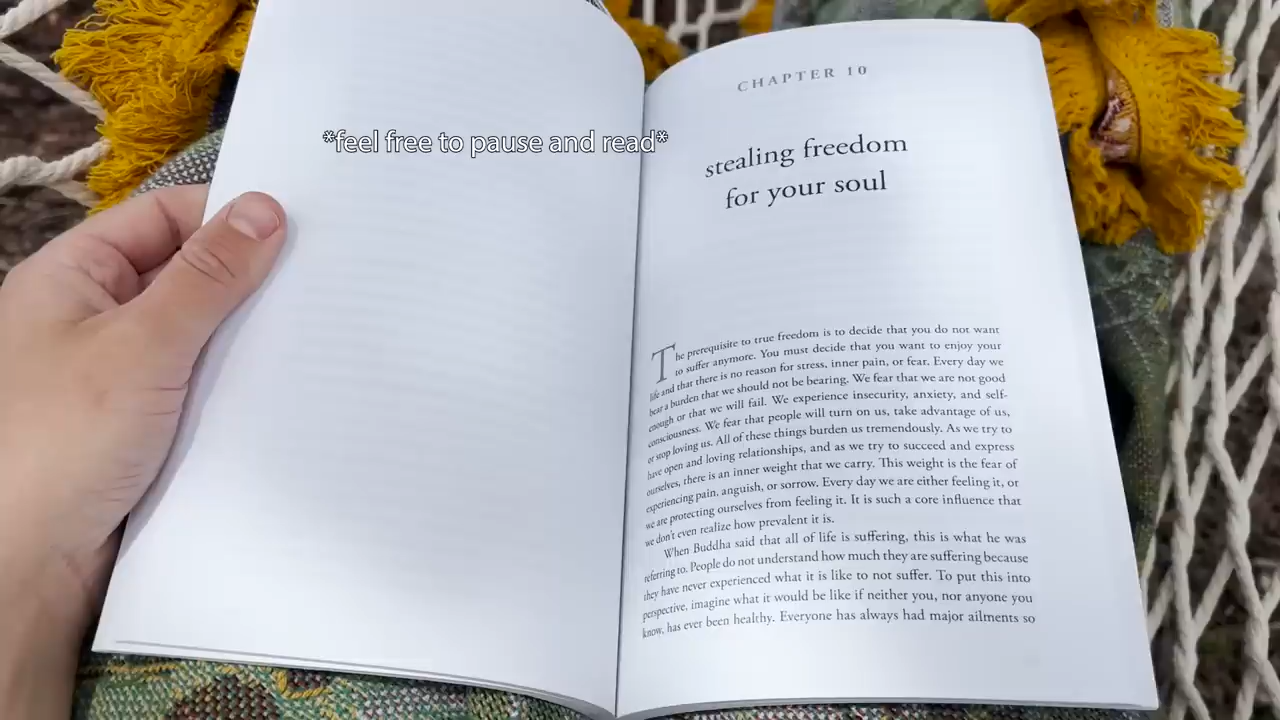 *feel free to pause and read*
CHAPTER 10
stealing freedom
for your soul
The prerequisite to true freedom is to decide that you do not want
to suffer anymore. You must decide that you want to enjoy your
life and that there is no reason for stress, inner pain, or fear. Every day we
bear a burden that we should not be bearing. We fear that we are not good
enough or that we will fail. We experience insecurity, anxiety, and self-
consciousness. We fear that people will turn on us, take advantage of us,
or stop loving us. All of these things burden us tremendously. As we try to
have open and loving relationships, and as we try to succeed and express
ourselves, there is an inner weight that we carry. This weight is the fear of
experiencing pain, anguish, or sorrow. Every day we are either feeling it, or
we are protecting ourselves from feeling it. It is such a core influence that
we don't even realize how prevalent it is.
When Buddha said that all of life is suffering, this is what he was
referring to. People do not understand how much they are suffering because
they have never experienced what it is like to not suffer. To put this into
perspective, imagine what it would be like if neither you, nor anyone you
know, has ever been healthy. Everyone has always had major ailments so